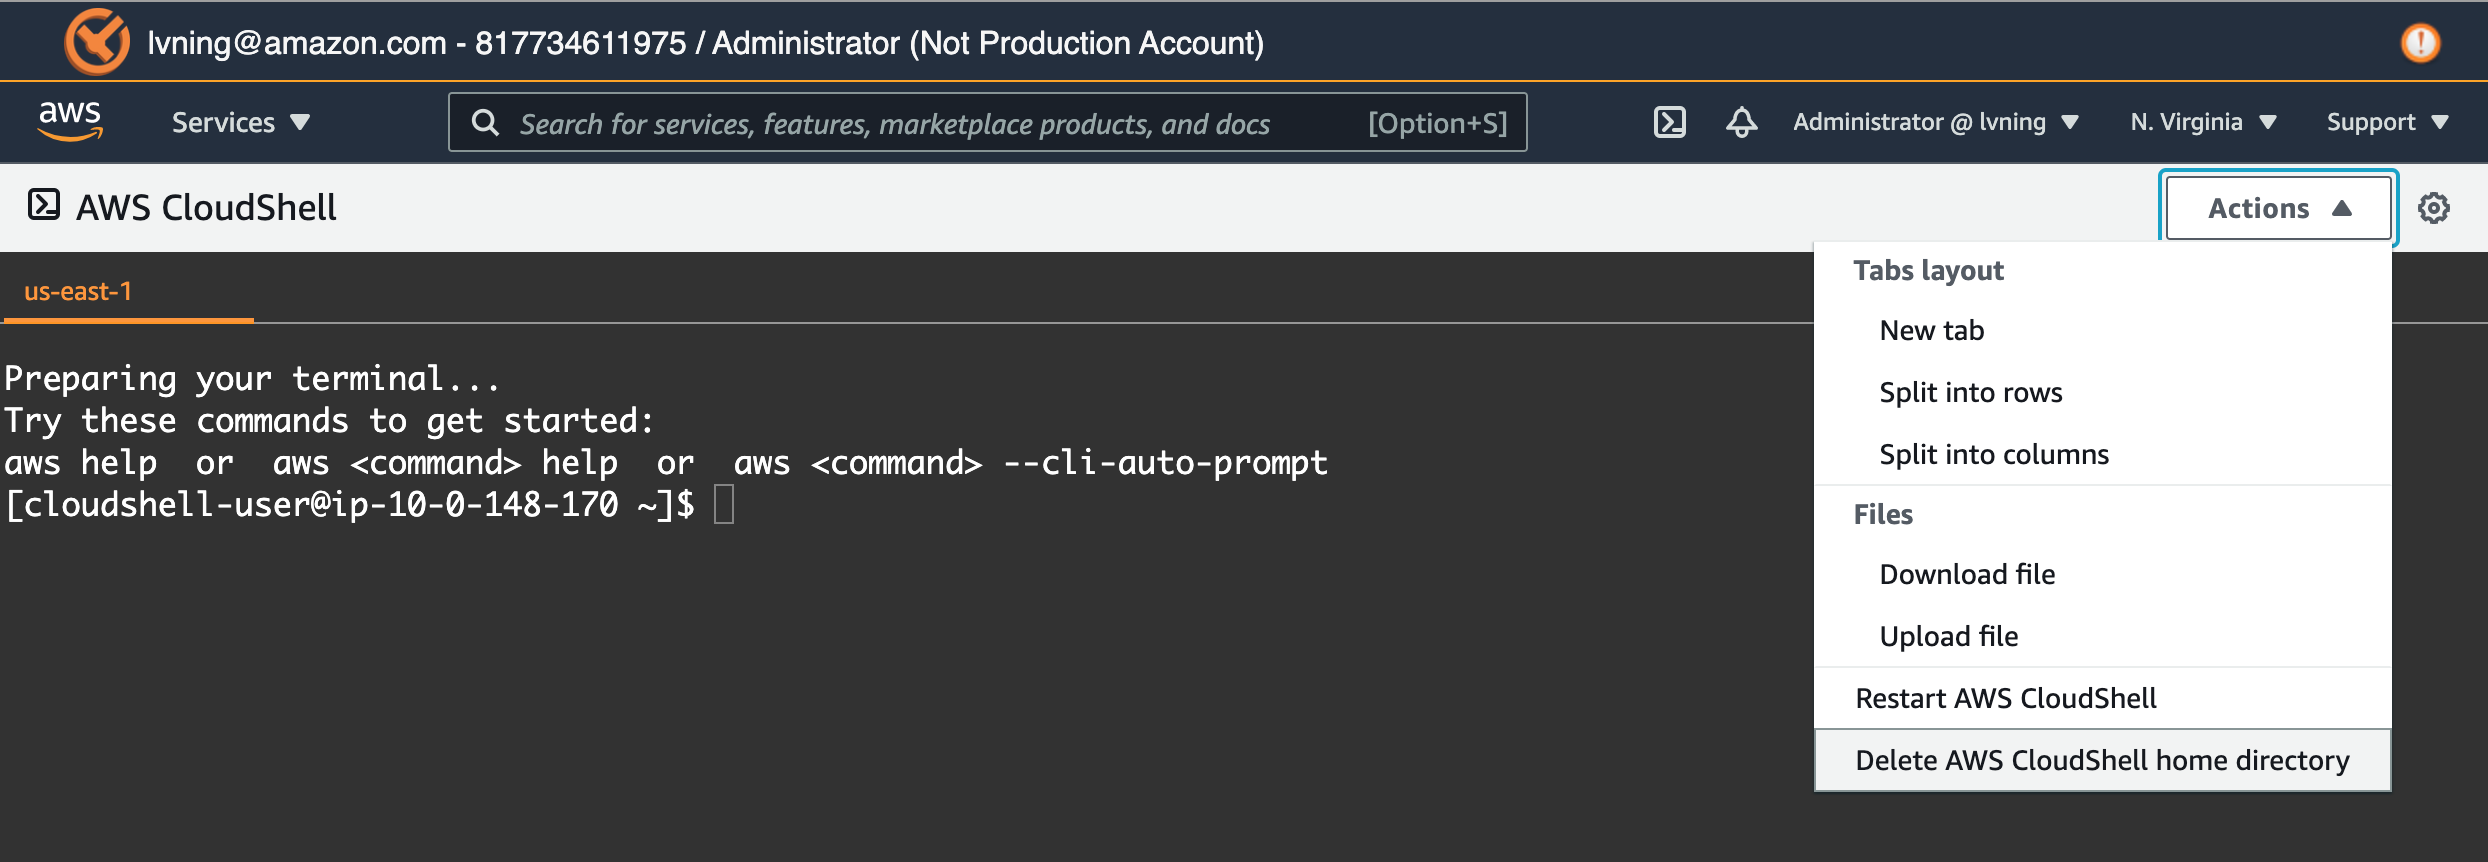 lvning@amazon.com - 817734611975 / Administrator (Not Production Account)
aws
Services
Search for services, features, marketplace products, and docs
[Option+S]
Administrator @ lvning
N. Virginia
Support
AWS CloudShell
Actions
us-east-1
Preparing your terminal...
Try these commands to get started:
aws help  or  aws <command> help  or  aws <command> --cli-auto-prompt
[cloudshell-user@ip-10-0-148-170 ~]$
Tabs layout
New tab
Split into rows
Split into columns
Files
Download file
Upload file
Restart AWS CloudShell
Delete AWS CloudShell home directory